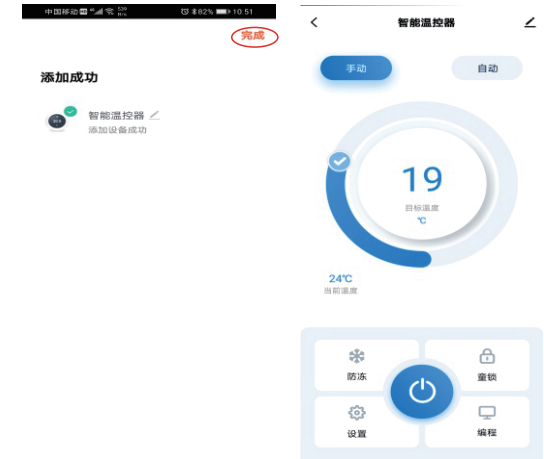 中国移动 HD 539 B/s 82% 10:51
完成
添加成功
智能温控器
添加设备成功
智能温控器
手动
自动
19
目标温度
℃
24℃
当前温度
防冻
童锁
设置
编程